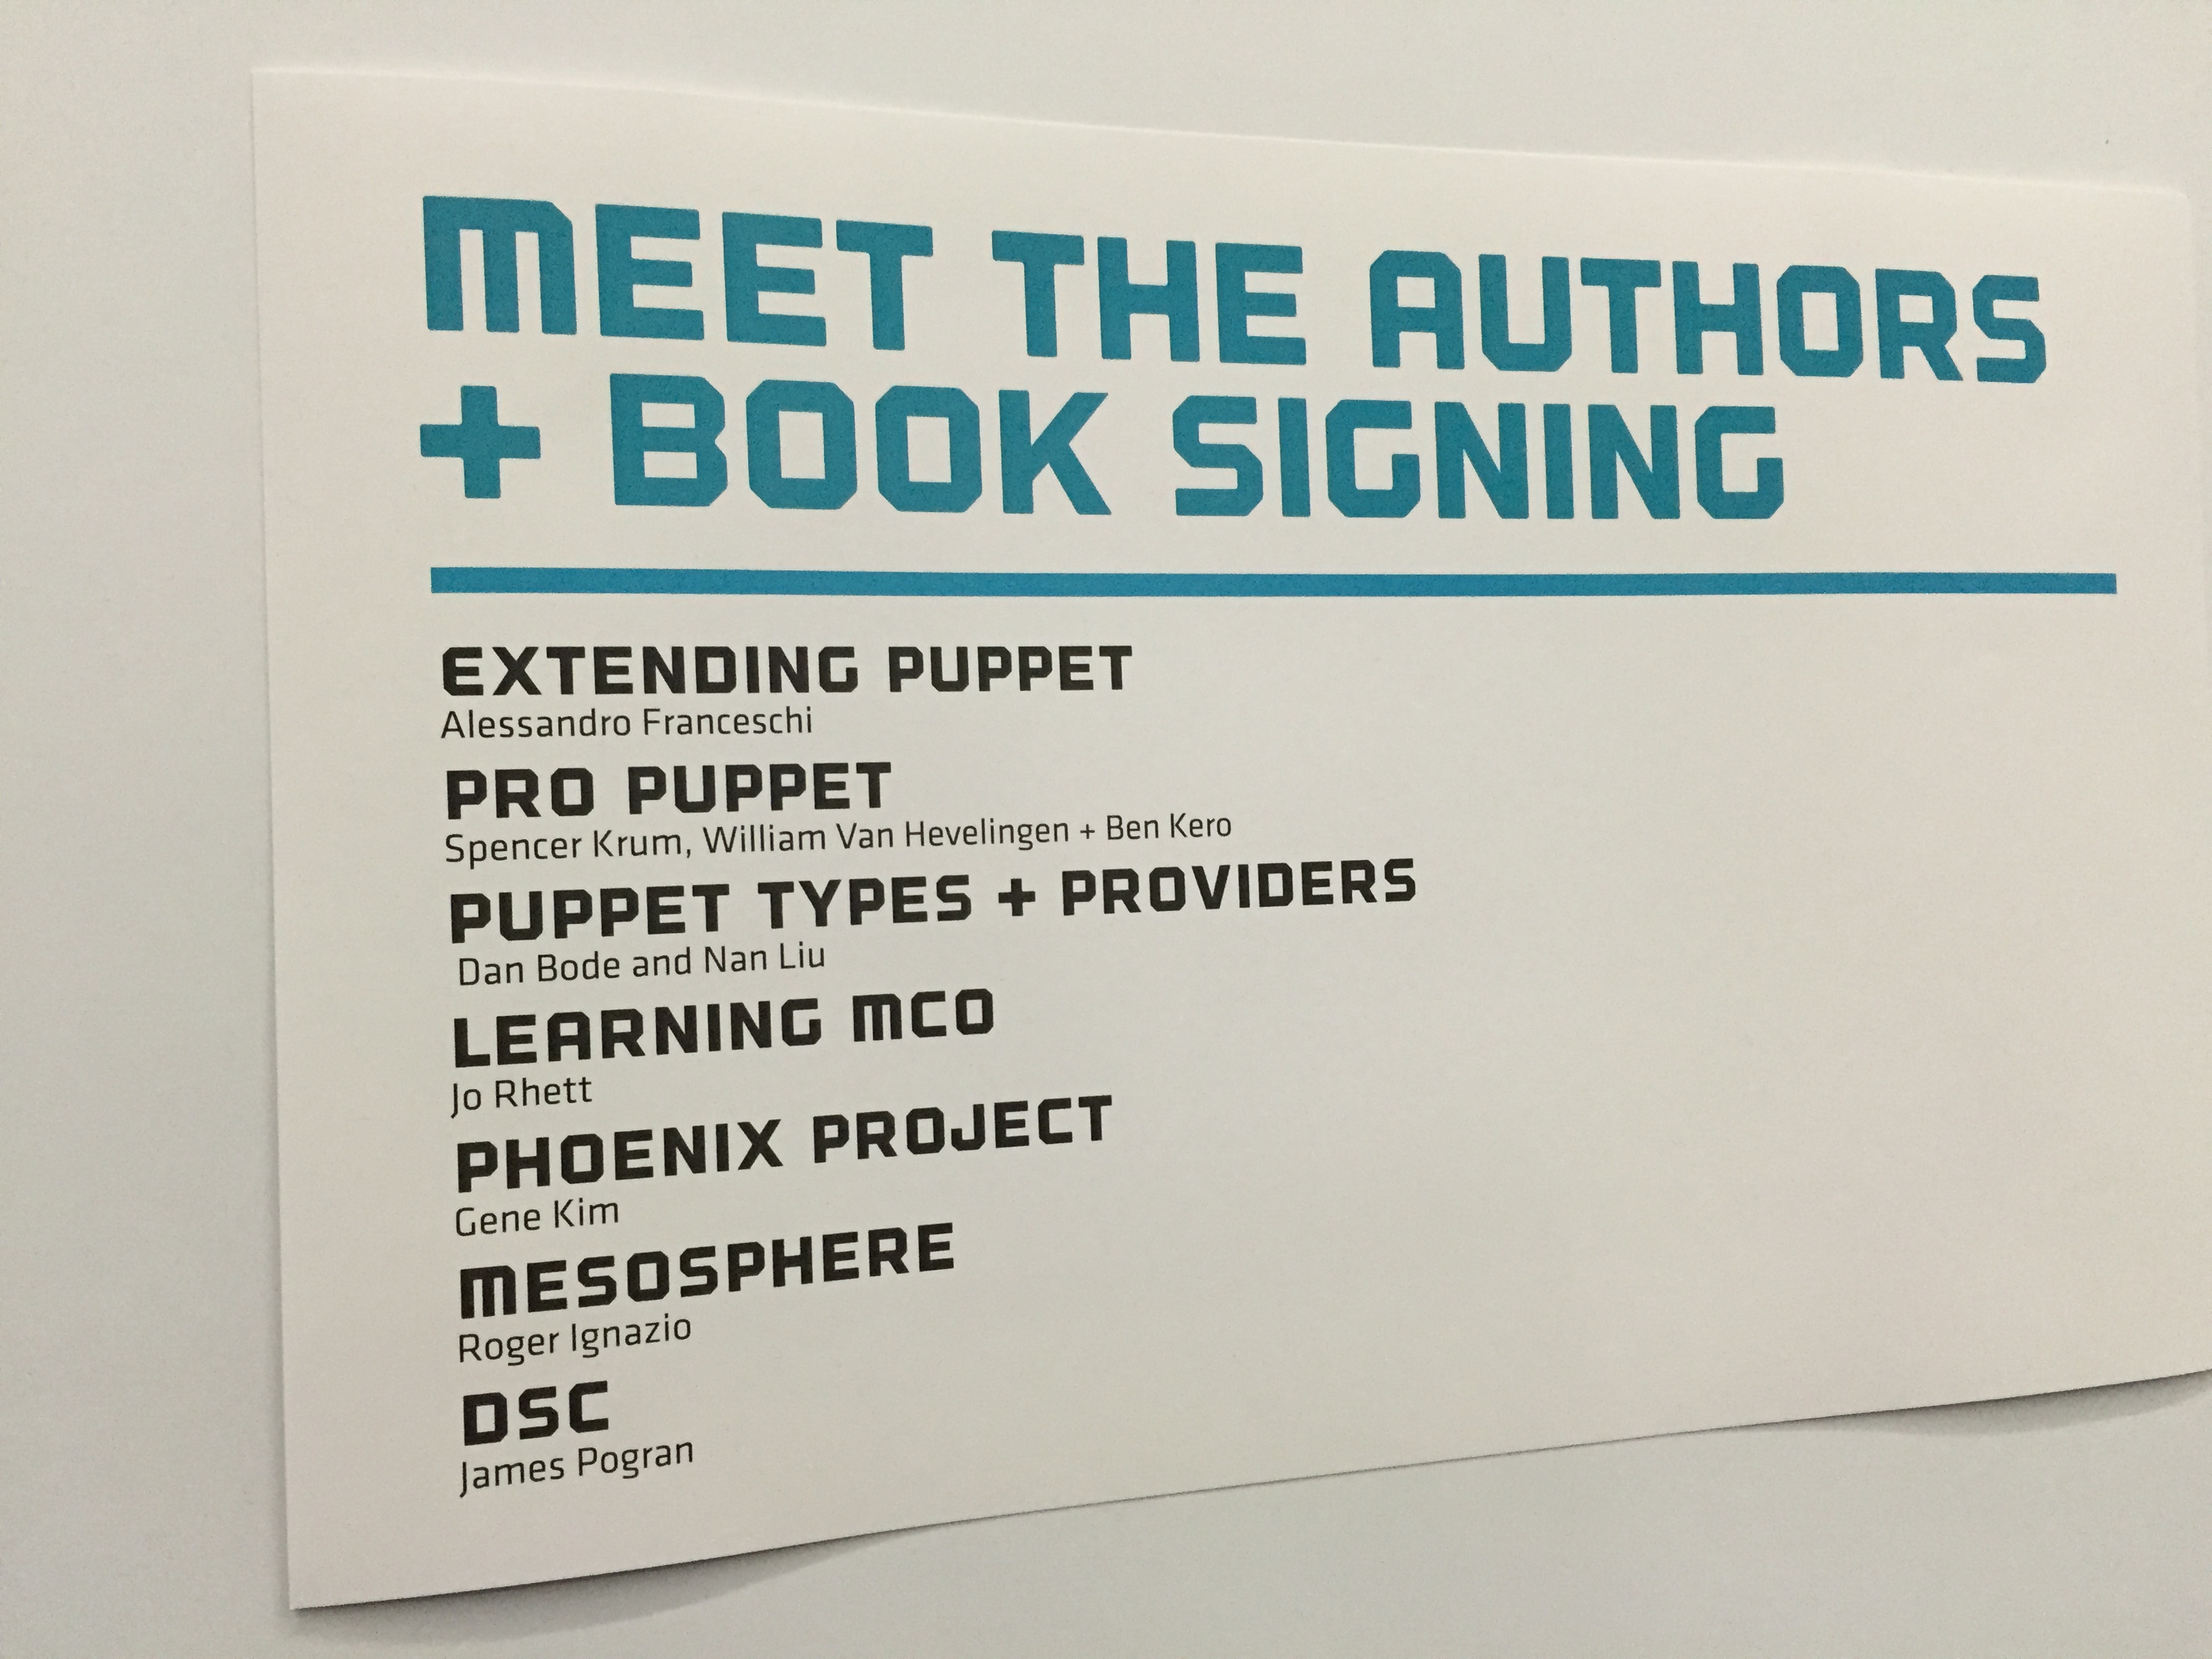 MEET THE AUTHORS
+ BOOK SIGNING
EXTENDING PUPPET
Alessandro Franceschi
PRO PUPPET
Spencer Krum, William Van Hevelingen + Ben Kero
PUPPET TYPES + PROVIDERS
Dan Bode and Nan Liu
LEARNING MCO
Jo Rhett
PHOENIX PROJECT
Gene Kim
MESOSPHERE
Roger Ignazio
DSC
James Pogran